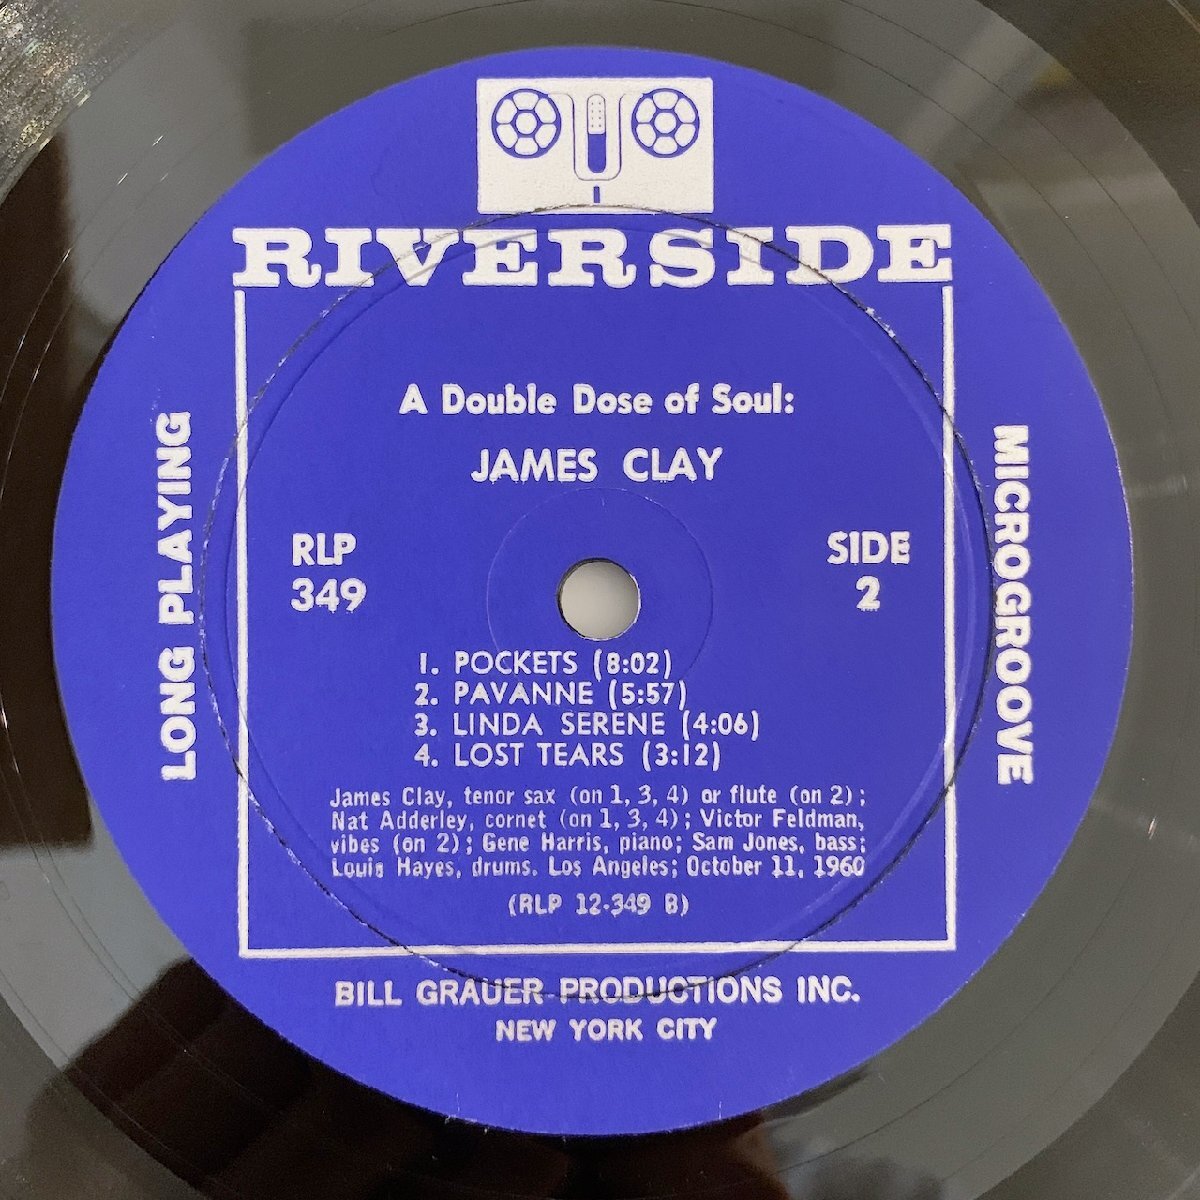 RIVERSIDE
A Double Dose of Soul:
JAMES CLAY
LONG PLAYING
MICROGROOVE
RLP
349
SIDE
2
1. POCKETS (8:02)
2. PAVANNE (5:57)
3. LINDA SERENE (4:06)
4. LOST TEARS (3:12)
James Clay, tenor sax (on 1, 3, 4) or flute (on 2);
Nat Adderley, cornet (on 1, 3, 4); Victor Feldman,
vibes (on 2); Gene Harris, piano; Sam Jones, bass;
Louis Hayes, drums. Los Angeles; October 11, 1960
(RLP 12-349 B)
BILL GRAUER PRODUCTIONS INC.
NEW YORK CITY